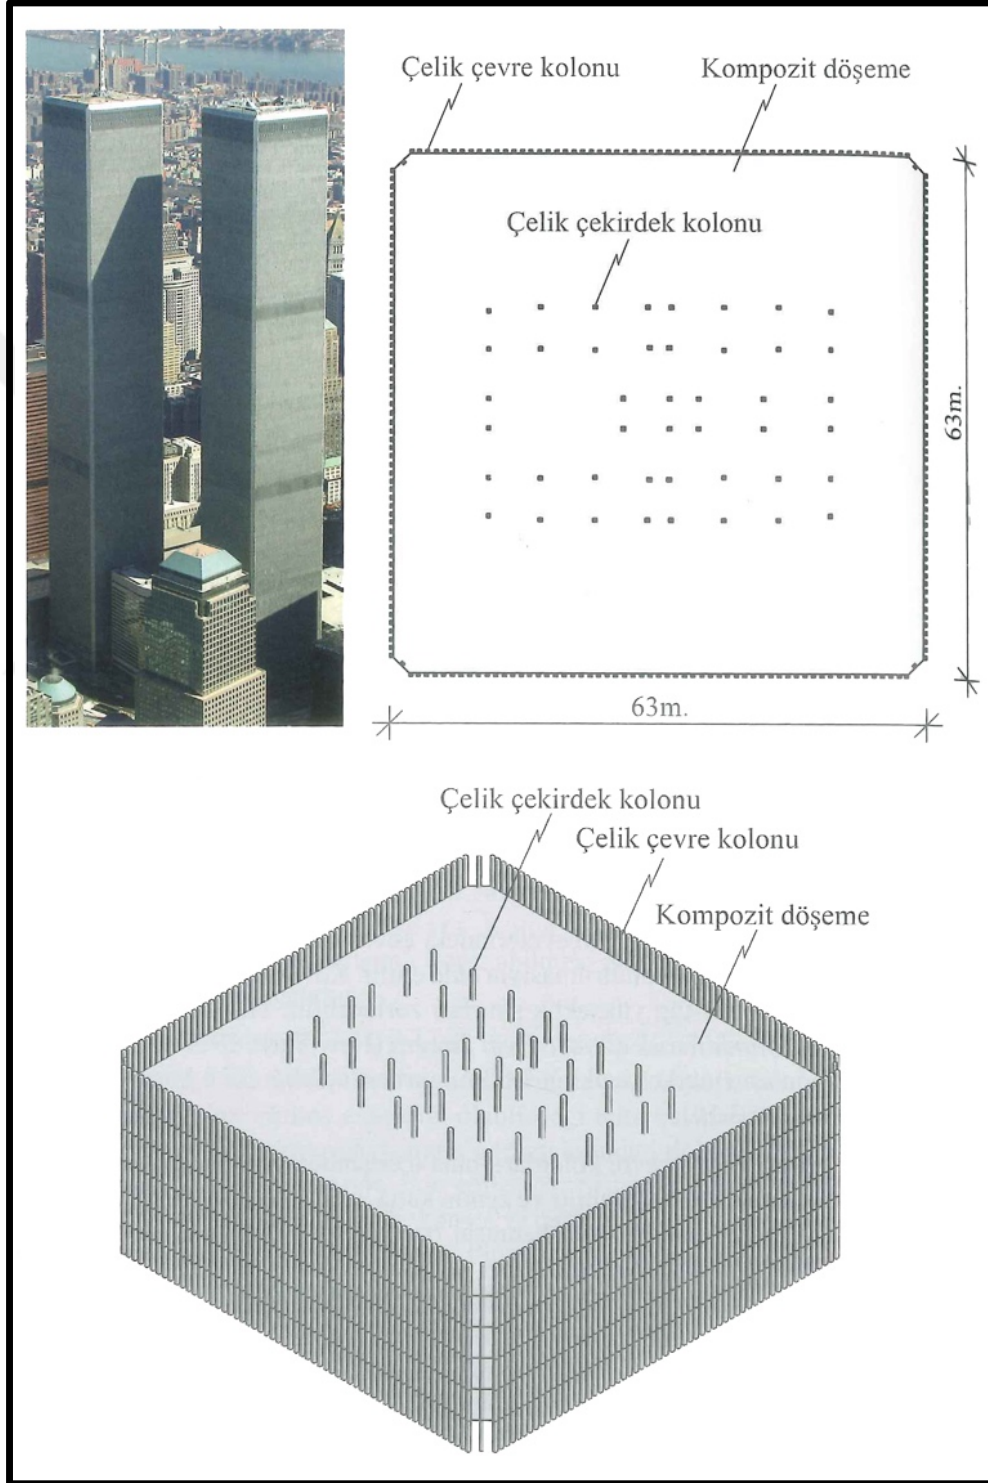 Çelik çevre kolonu
Kompozit döşeme
Çelik çekirdek kolonu
63m.
63m.
Çelik çekirdek kolonu
Çelik çevre kolonu
Kompozit döşeme